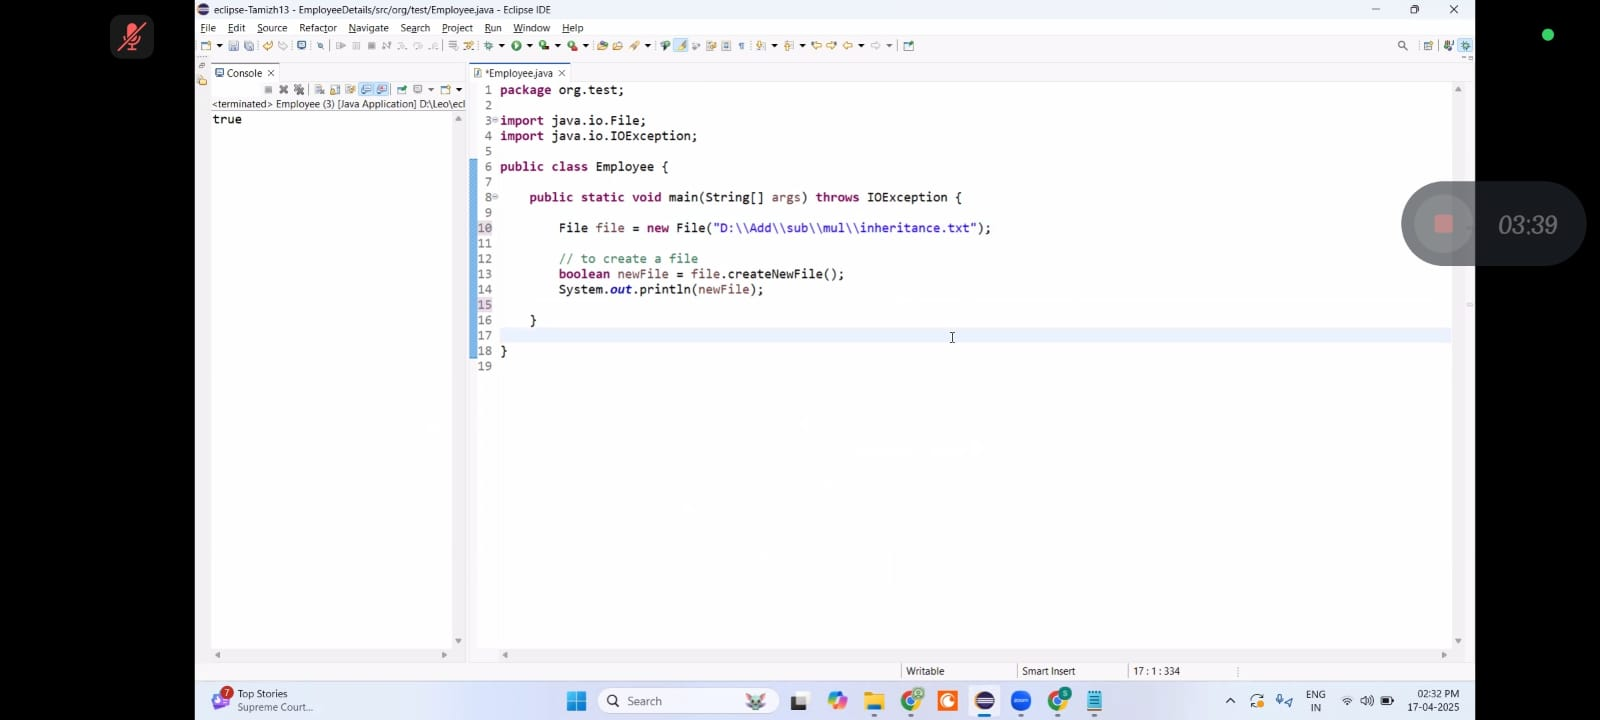 eclipse-Tamizh13 - EmployeeDetails/src/org/test/Employee.java - Eclipse IDE
File Edit Source Refactor Navigate Search Project Run Window Help
Console
*Employee.java
<terminated> Employee (3) [Java Application] D:\Leo\ecl
true
1 package org.test;
2
3 import java.io.File;
4 import java.io.IOException;
5
6 public class Employee {
7
8 public static void main(String[] args) throws IOException {
9
10 File file = new File("D:\\Add\\sub\\mul\\inheritance.txt");
11
12 // to create a file
13 boolean newFile = file.createNewFile();
14 System.out.println(newFile);
15
16 }
17
18 }
19
03:39
Writable Smart Insert 17 : 1 : 334
7 Top Stories
Supreme Court...
Search
zoom
S
ENG
IN
02:32 PM
17-04-2025